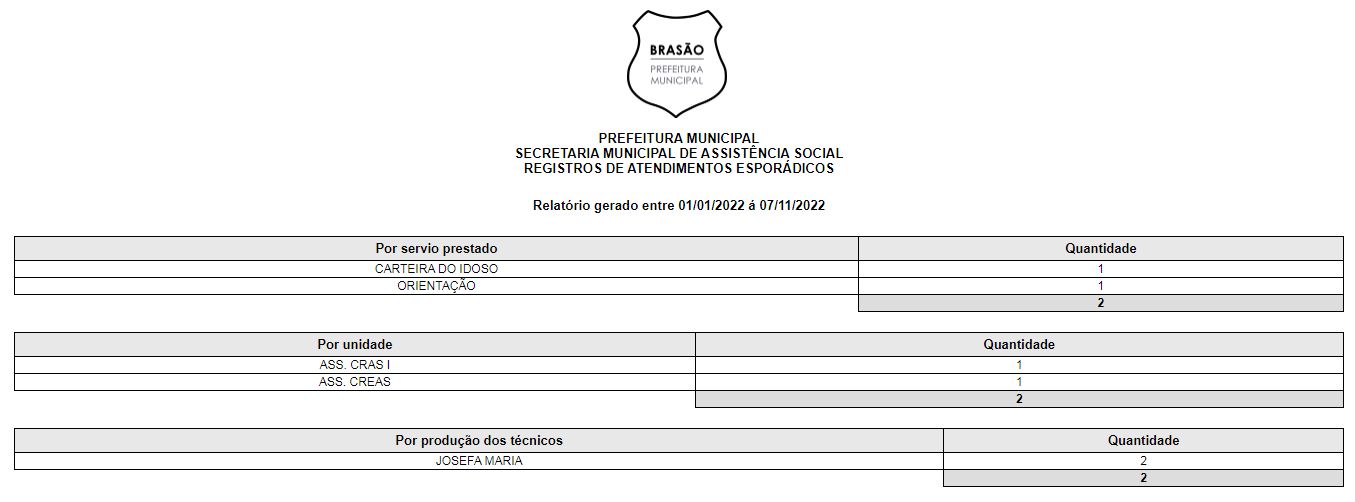 BRASÃO
PREFEITURA
MUNICIPAL
PREFEITURA MUNICIPAL
SECRETARIA MUNICIPAL DE ASSISTÊNCIA SOCIAL
REGISTROS DE ATENDIMENTOS ESPORÁDICOS
Relatório gerado entre 01/01/2022 á 07/11/2022
Por servio prestado Quantidade
CARTEIRA DO IDOSO 1
ORIENTAÇÃO 1
2
Por unidade Quantidade
ASS. CRAS I 1
ASS. CREAS 1
2
Por produção dos técnicos Quantidade
JOSEFA MARIA 2
2